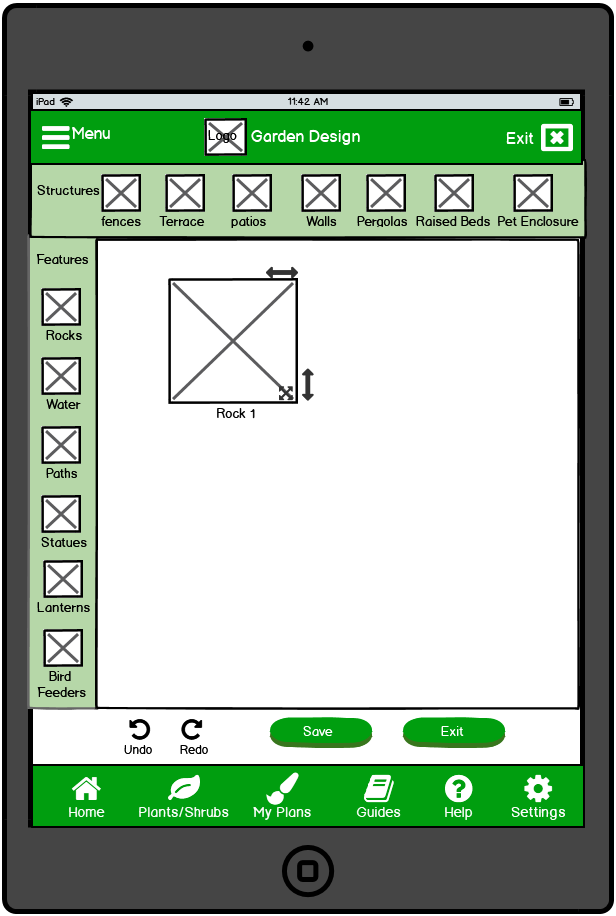 iPad 11:42 AM
Menu Logo Garden Design Exit
Structures
fences Terrace patios Walls Pergolas Raised Beds Pet Enclosure
Features
Rocks
Water
Paths
Statues
Lanterns
Bird
Feeders
Rock 1
Undo Redo Save Exit
Home Plants/Shrubs My Plans Guides Help Settings